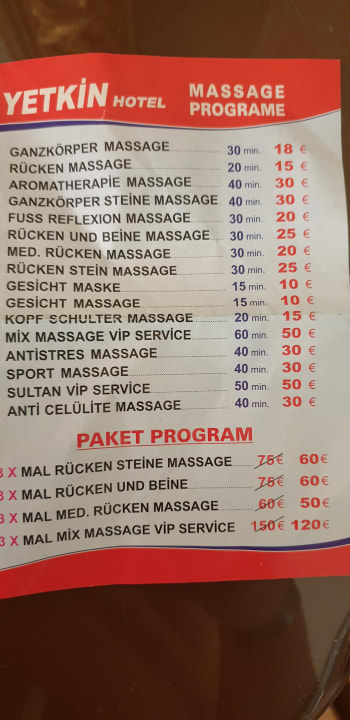 YETKİN HOTEL MASSAGE PROGRAME
GANZKÖRPER MASSAGE 30 min. 18 €
RÜCKEN MASSAGE 20 min. 15 €
AROMATHERAPİE MASSAGE 40 min. 30 €
GANZKÖRPER STEİNE MASSAGE 40 min. 30 €
FUSS REFLEXION MASSAGE 30 min. 20 €
RÜCKEN UND BEİNE MASSAGE 30 min. 25 €
MED. RÜCKEN MASSAGE 30 min. 20 €
RÜCKEN STEİN MASSAGE 30 min. 25 €
GESİCHT MASKE 15 min. 10 €
GESİCHT MASSAGE 15 min. 10 €
KOPF SCHULTER MASSAGE 20 min. 15 €
MİX MASSAGE VİP SERVİCE 60 min. 50 €
ANTİSTRES MASSAGE 40 min. 30 €
SPORT MASSAGE 40 min. 30 €
SULTAN VİP SERVİCE 50 min. 50 €
ANTİ CELÜLİTE MASSAGE 40 min. 30 €
PAKET PROGRAM
3 X MAL RÜCKEN STEİNE MASSAGE 75€ 60€
3 X MAL RÜCKEN UND BEİNE 75€ 60€
3 X MAL MED. RÜCKEN MASSAGE 60€ 50€
3 X MAL MİX MASSAGE VİP SERVİCE 150€ 120€